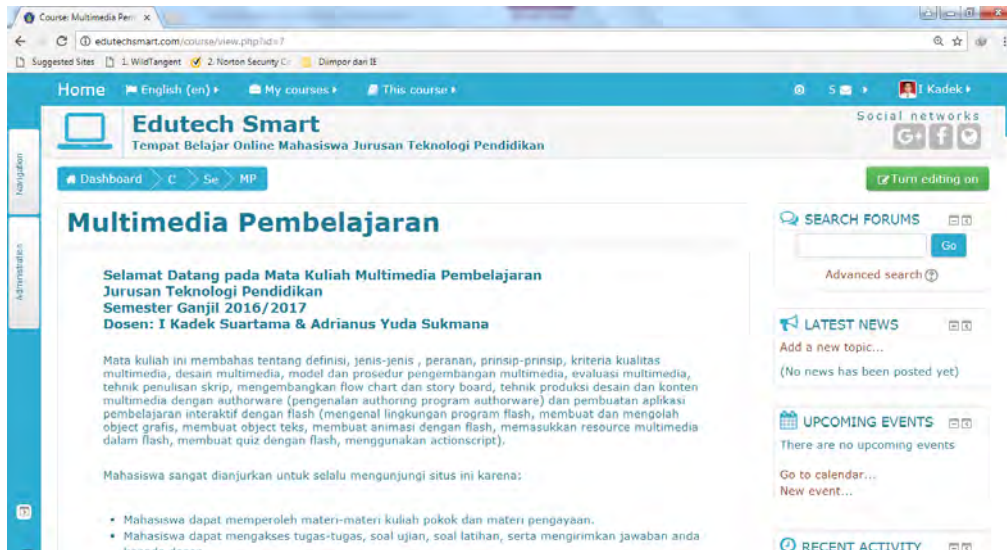 Course: Multimedia Pem
edutechsmart.com/course/view.php?id=7
Suggested Sites 1. WildTangent 2. Norton Security Diimpor dari IE
Home English (en) My courses This course 5 I Kadek
Edutech Smart
Tempat Belajar Online Mahasiswa Jurusan Teknologi Pendidikan
Social networks
Navigation
Administration
Dashboard C Se MP
Turn editing on
Multimedia Pembelajaran
Selamat Datang pada Mata Kuliah Multimedia Pembelajaran
Jurusan Teknologi Pendidikan
Semester Ganjil 2016/2017
Dosen: I Kadek Suartama & Adrianus Yuda Sukmana
Mata kuliah ini membahas tentang definisi, jenis-jenis , peranan, prinsip-prinsip, kriteria kualitas
multimedia, desain multimedia, model dan prosedur pengembangan multimedia, evaluasi multimedia,
tehnik penulisan skrip, mengembangkan flow chart dan story board, tehnik produksi desain dan konten
multimedia dengan authorware (pengenalan authoring program authorware) dan pembuatan aplikasi
pembelajaran interaktif dengan flash (mengenal lingkungan program flash, membuat dan mengolah
object grafis, membuat object teks, membuat animasi dengan flash, memasukkan resource multimedia
dalam flash, membuat quiz dengan flash, menggunakan actionscript).
Mahasiswa sangat dianjurkan untuk selalu mengunjungi situs ini karena:
• Mahasiswa dapat memperoleh materi-materi kuliah pokok dan materi pengayaan.
• Mahasiswa dapat mengakses tugas-tugas, soal ujian, soal latihan, serta mengirimkan jawaban anda
SEARCH FORUMS
Go
Advanced search
LATEST NEWS
Add a new topic...
(No news has been posted yet)
UPCOMING EVENTS
There are no upcoming events
Go to calendar...
New event...
RECENT ACTIVITY